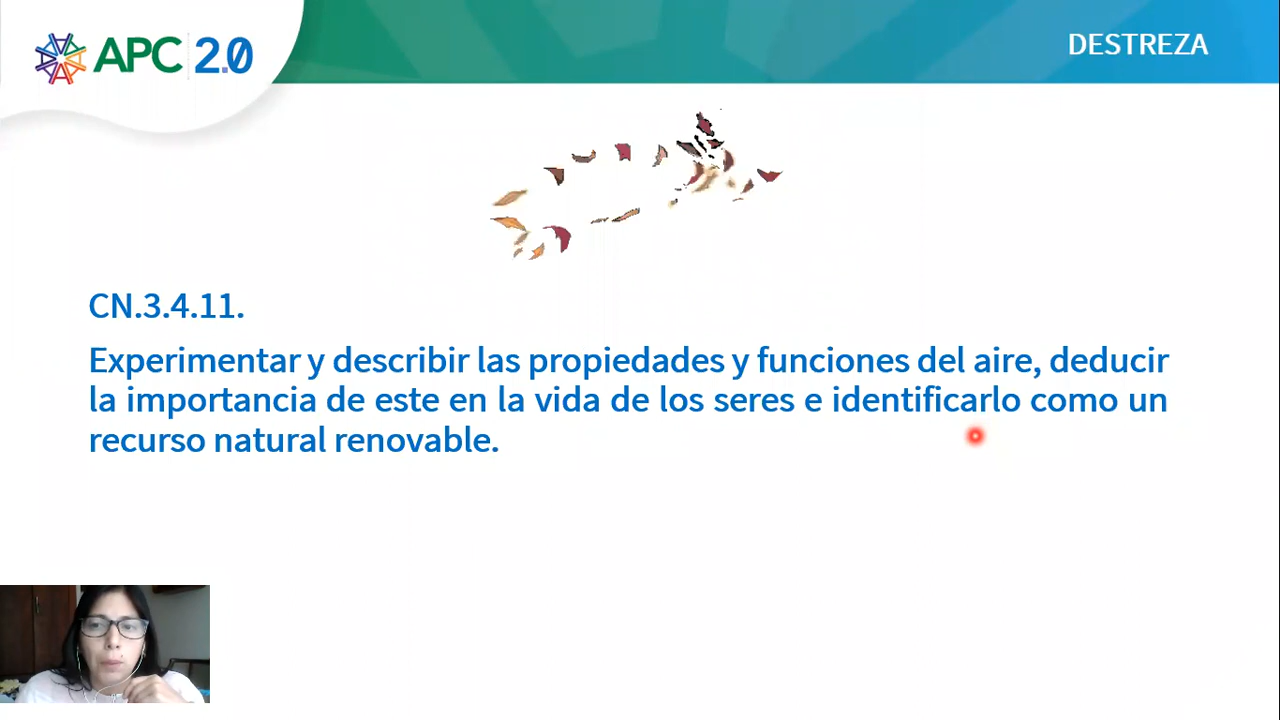 APC 2.0
DESTREZA
CN.3.4.11.
Experimentar y describir las propiedades y funciones del aire, deducir
la importancia de este en la vida de los seres e identificarlo como un
recurso natural renovable.